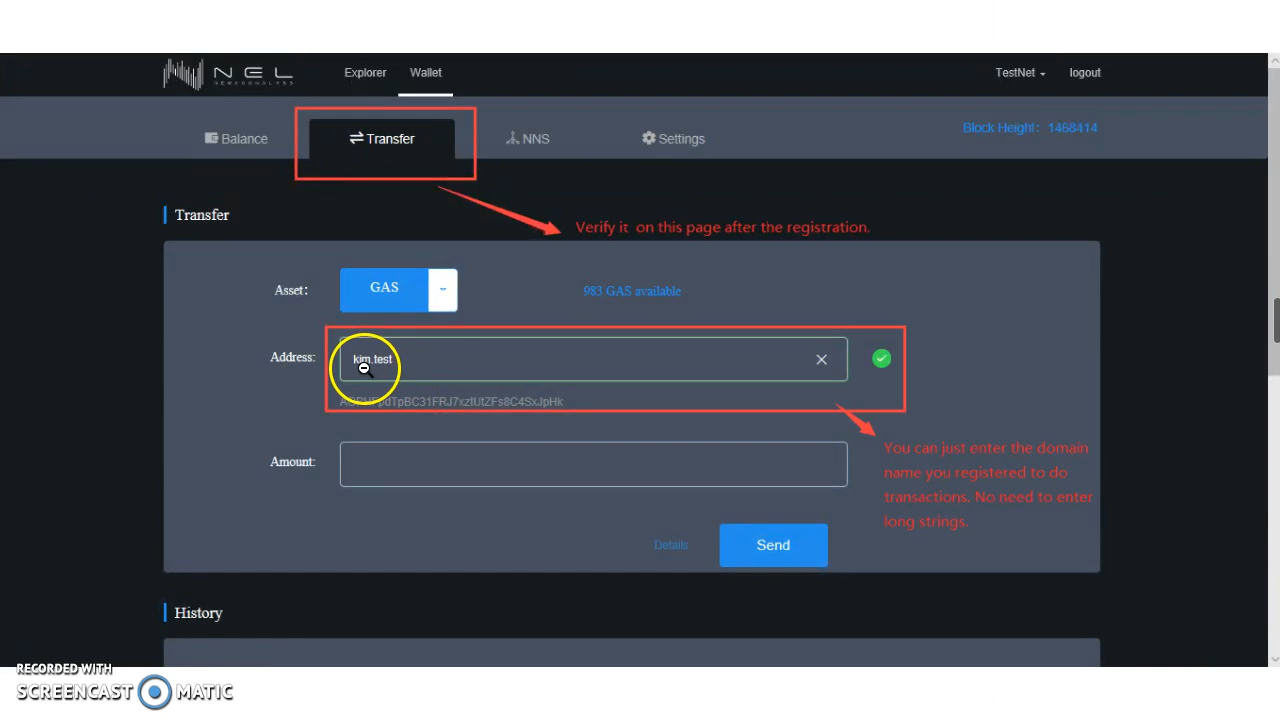 NEL Explorer Wallet TestNet logout
Balance Transfer NNS Settings Block Height: 1468414
Transfer
Verify it on this page after the registration.
Asset: GAS 983 GAS available
Address: kim.test
Amount:
You can just enter the domain
name you registered to do
transactions. No need to enter
long strings.
Details Send
History
RECORDED WITH
SCREENCAST MATIC